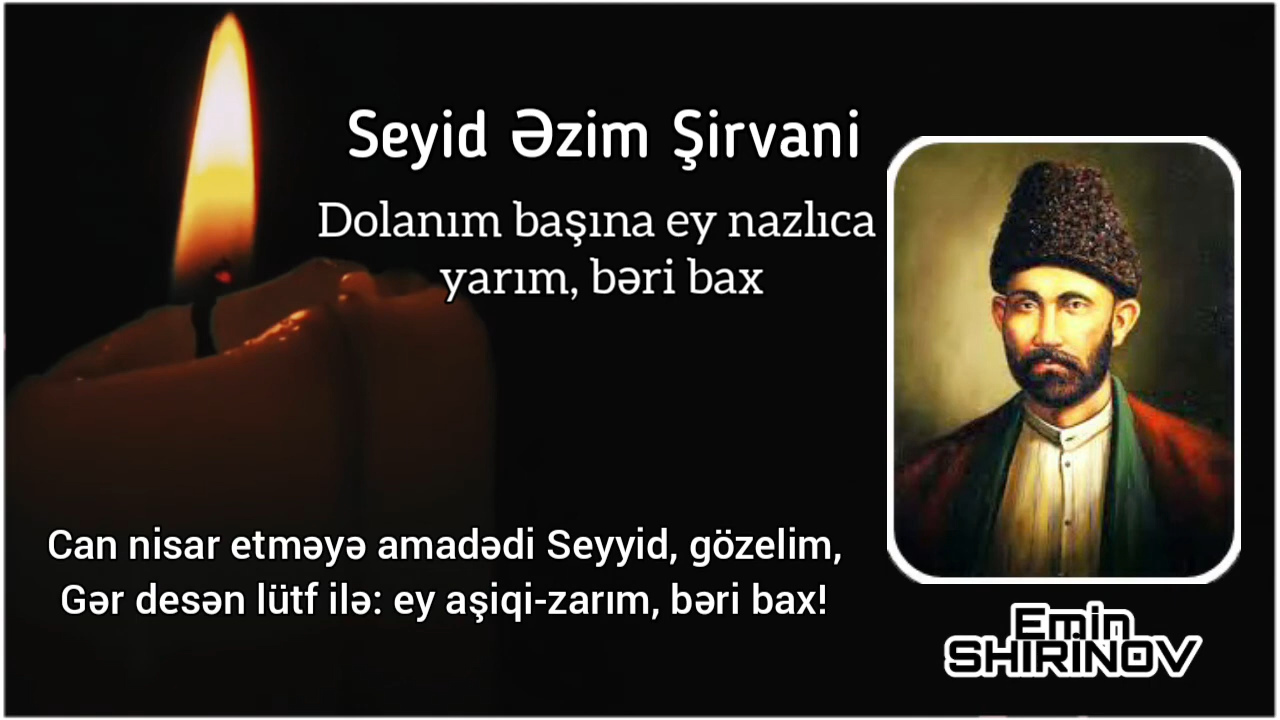 Seyid Əzim Şirvani
Dolanım başına ey nazlıca
yarım, bəri bax
Can nisar etməyə amadədi Seyyid, gözelim,
Gər desən lütf ilə: ey aşiqi-zarım, bəri bax!
Emin
SHIRINOV